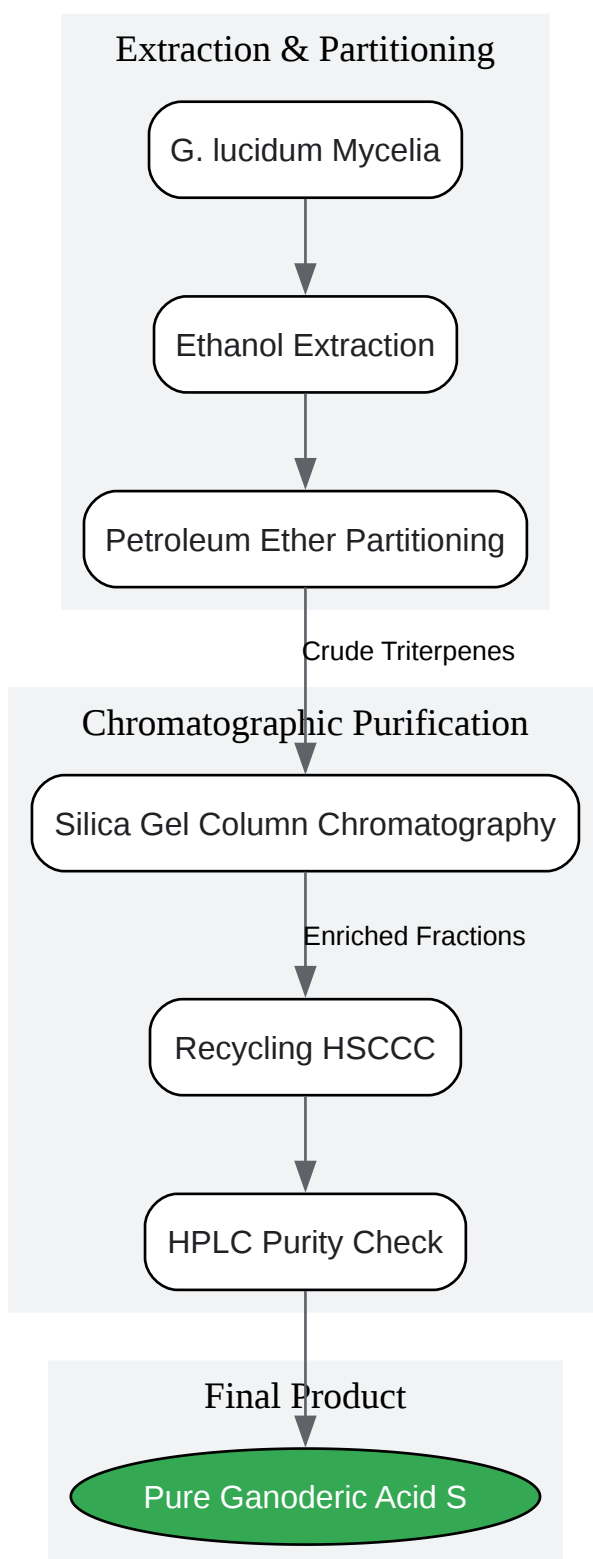 Extraction & Partitioning
G. lucidum Mycelia
Ethanol Extraction
Petroleum Ether Partitioning
Crude Triterpenes
Chromatographic Purification
Silica Gel Column Chromatography
Enriched Fractions
Recycling HSCCC
HPLC Purity Check
Final Product
Pure Ganoderic Acid S